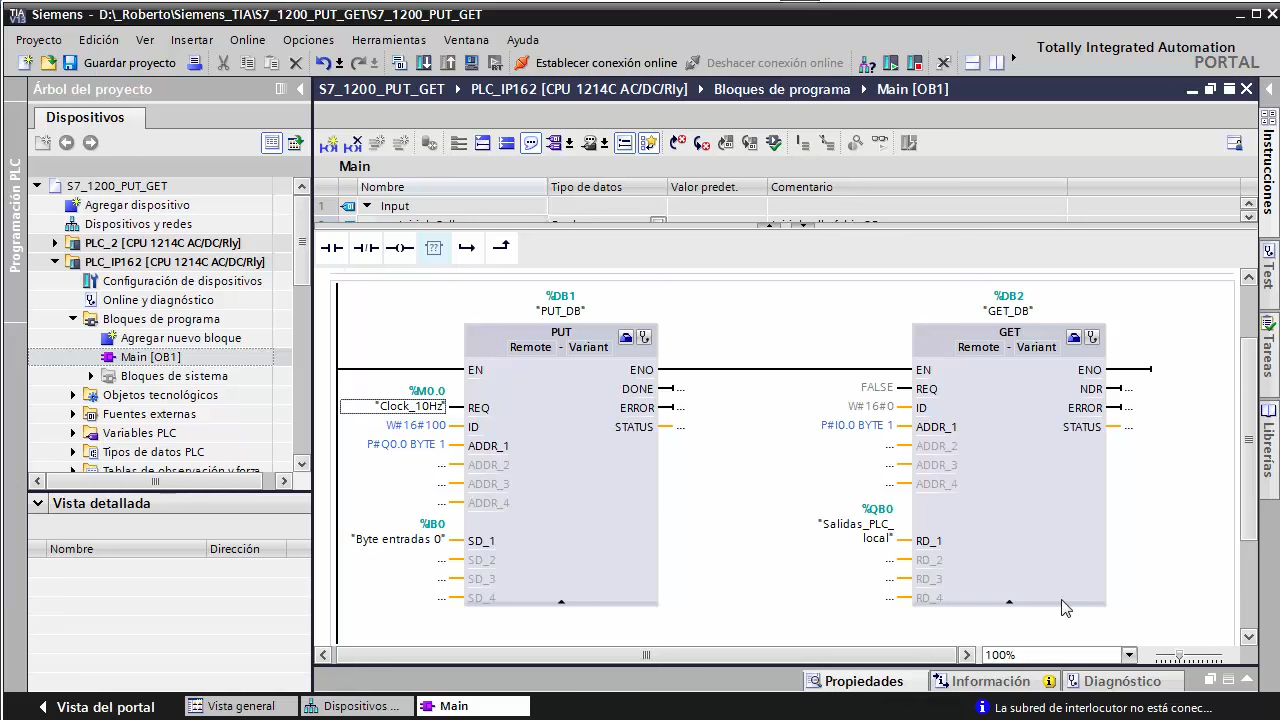 TIA V13 Siemens - D:\_Roberto\Siemens_TIA\S7_1200_PUT_GET\S7_1200_PUT_GET
Proyecto Edición Ver Insertar Online Opciones Herramientas Ventana Ayuda
Guardar proyecto
Establecer conexión online
Deshacer conexión online
Totally Integrated Automation
PORTAL
Árbol del proyecto
S7_1200_PUT_GET PLC_IP162 [CPU 1214C AC/DC/Rly] Bloques de programa Main [OB1]
Dispositivos
Programación PLC
S7_1200_PUT_GET
Agregar dispositivo
Dispositivos y redes
PLC_2 [CPU 1214C AC/DC/Rly]
PLC_IP162 [CPU 1214C AC/DC/Rly]
Configuración de dispositivos
Online y diagnóstico
Bloques de programa
Agregar nuevo bloque
Main [OB1]
Bloques de sistema
Objetos tecnológicos
Fuentes externas
Variables PLC
Tipos de datos PLC
Vista detallada
Nombre Dirección
Main
Nombre Tipo de datos Valor predet. Comentario
1 Input
??
%DB1
"PUT_DB"
PUT
Remote - Variant
EN ENO
DONE ...
%M0.0
"Clock_10Hz" REQ ERROR ...
W#16#100 ID STATUS ...
P#Q0.0 BYTE 1 ADDR_1
... ADDR_2
... ADDR_3
... ADDR_4
%IB0
"Byte entradas 0" SD_1
... SD_2
... SD_3
... SD_4
%DB2
"GET_DB"
GET
Remote - Variant
EN ENO
FALSE REQ NDR ...
W#16#0 ID ERROR ...
P#I0.0 BYTE 1 ADDR_1 STATUS ...
... ADDR_2
... ADDR_3
... ADDR_4
%QB0
"Salidas_PLC_
local" RD_1
... RD_2
... RD_3
... RD_4
100%
Propiedades Información Diagnóstico
Instrucciones
Test
Tareas
Librerías
Vista del portal Vista general Dispositivos ... Main
La subred de interlocutor no está conec...